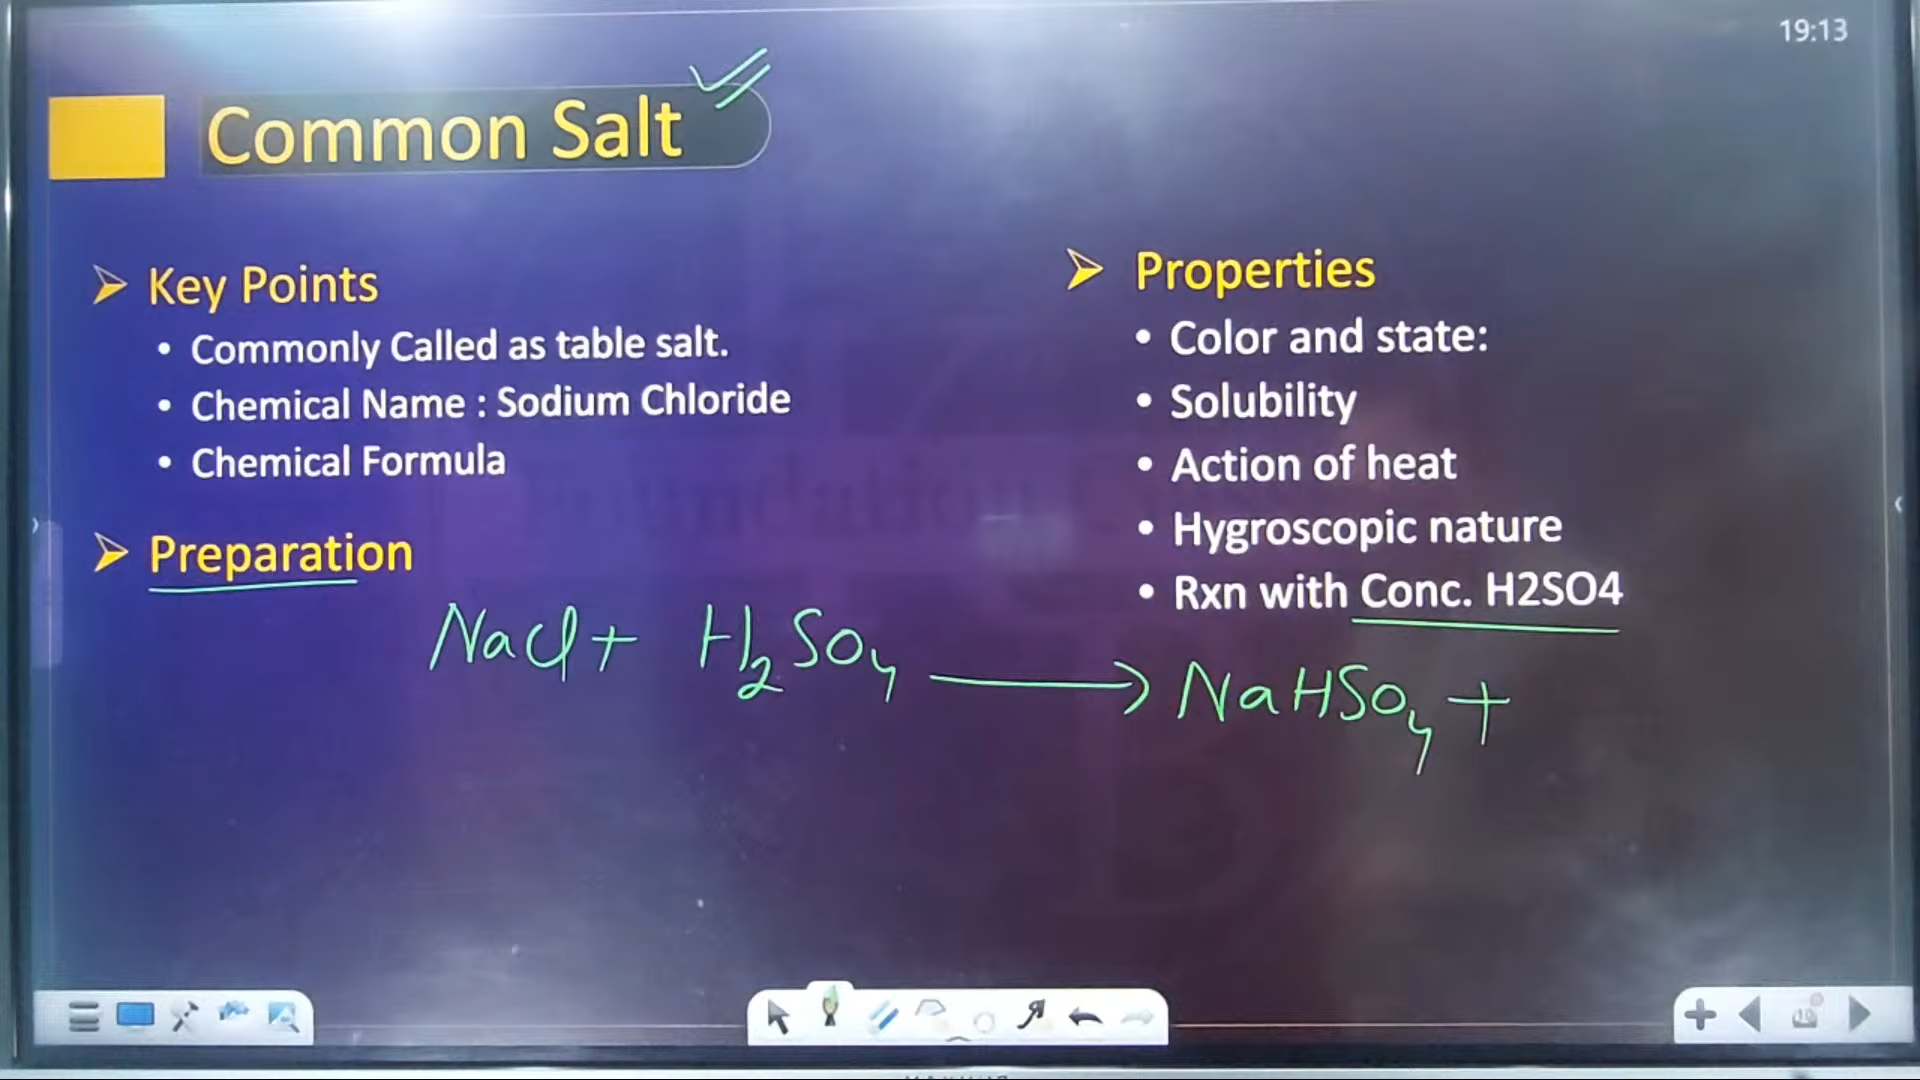 19:13
Common Salt
Key Points
• Commonly Called as table salt.
• Chemical Name : Sodium Chloride
• Chemical Formula
Preparation
Properties
• Color and state:
• Solubility
• Action of heat
• Hygroscopic nature
• Rxn with Conc. H2SO4
NaCl + H₂SO₄ → NaHSO₄ +